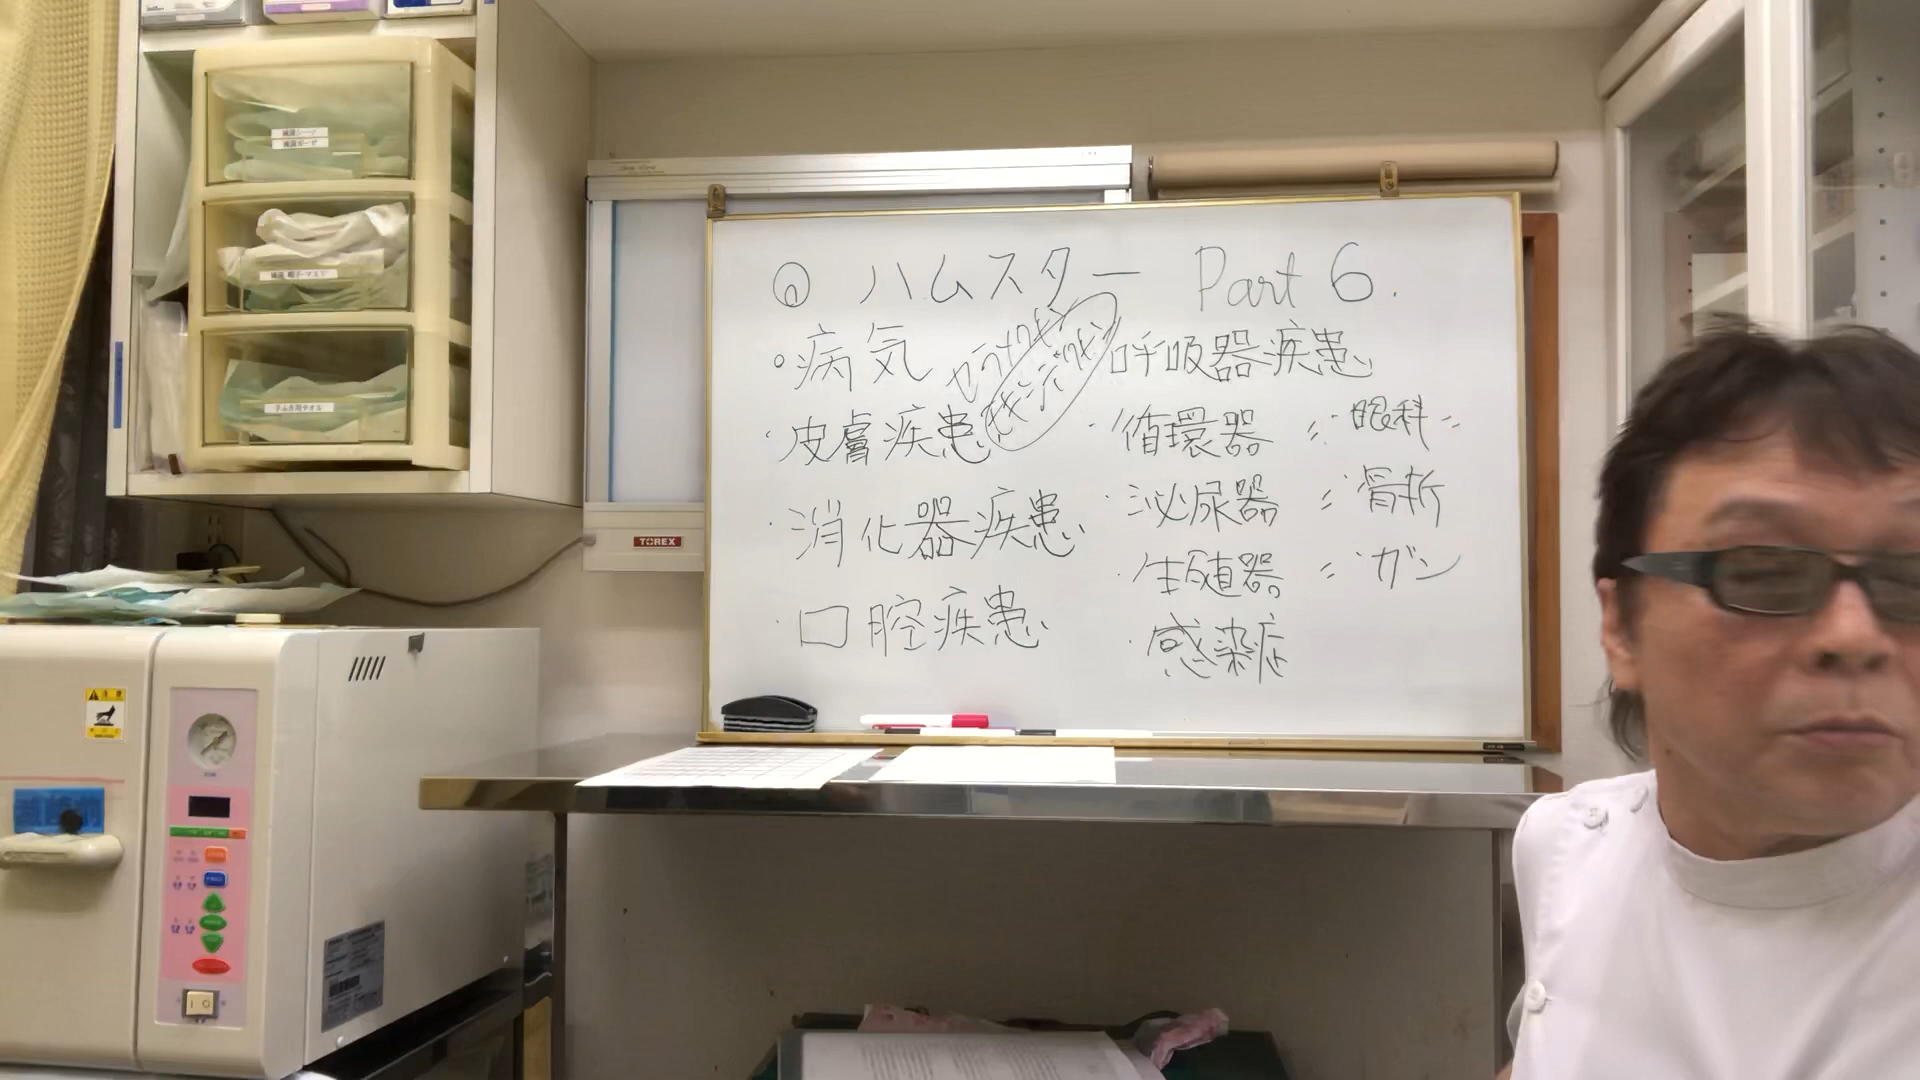 ハムスター Part 6.
・病気
・皮膚疾患
・消化器疾患
・口腔疾患
呼吸器疾患
・循環器 〃
・泌尿器 〃
・生殖器 〃
・感染症
・眼科〃
・骨折
・ガン
TOREX
注意